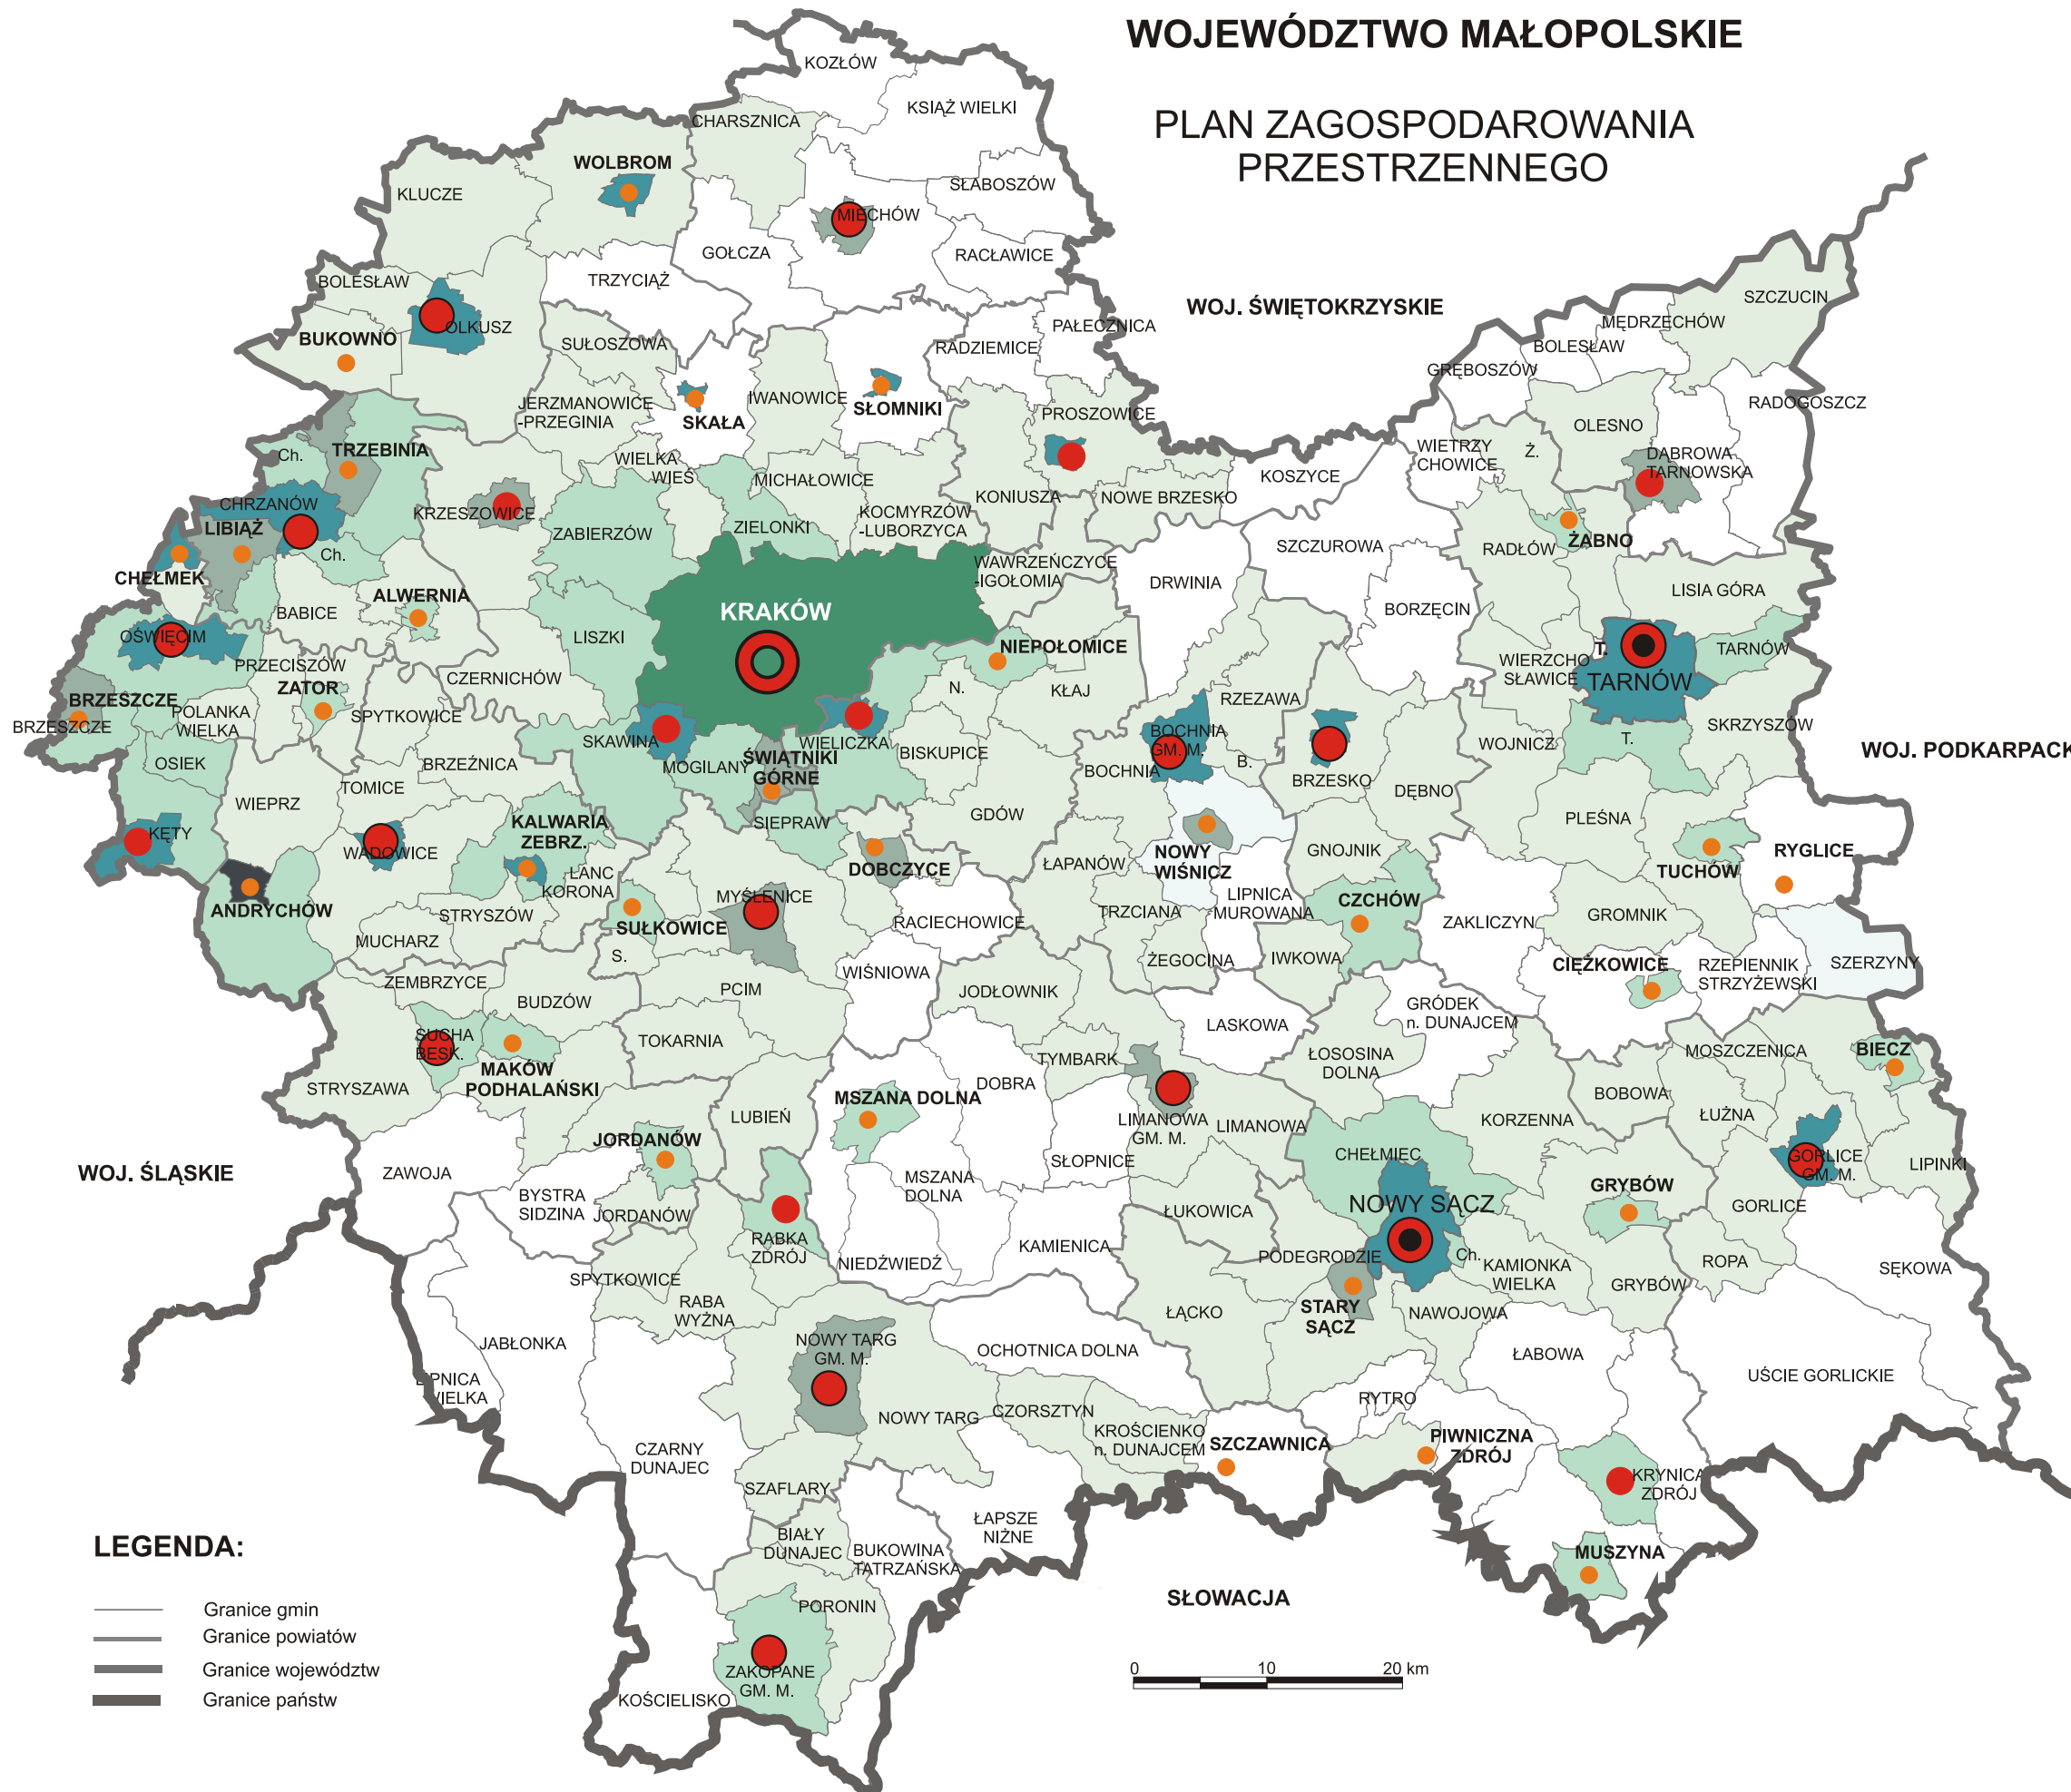 WOJEWÓDZTWO MAŁOPOLSKIE
PLAN ZAGOSPODAROWANIA
PRZESTRZENNEGO
KOZŁÓW
KSIĄŻ WIELKI
CHARSZNICA
WOLBROM
KLUCZE
SŁABOSZÓW
MIECHÓW
GOŁCZA
RACŁAWICE
TRZYCIĄŻ
BOLESŁAW
OLKUSZ
BUKOWNO
SUŁOSZOWA
WOJ. ŚWIĘTOKRZYSKIE
PAŁECZNICA
RADZIEMICE
SZCZUCIN
MĘDRZECHÓW
BOLESŁAW
GRĘBOSZÓW
RADOGOSZCZ
JERZMANOWICE
-PRZEGINIA
SKAŁA
IWANOWICE
SŁOMNIKI
PROSZOWICE
OLESNO
WIETRZY
CHOWICE
Ż.
DĄBROWA
TARNOWSKA
Ch.
TRZEBINIA
WIELKA
WIEŚ
MICHAŁOWICE
KONIUSZA
NOWE BRZESKO
KOSZYCE
CHRZANÓW
KRZESZOWICE
ZABIERZÓW
ZIELONKI
KOCMYRZÓW
-LUBORZYCA
LIBIĄŻ
Ch.
CHEŁMEK
SZCZUROWA
RADŁÓW
ŻABNO
WAWRZEŃCZYCE
-IGOŁOMIA
DRWINIA
BABICE
ALWERNIA
KRAKÓW
BORZĘCIN
LISIA GÓRA
OŚWIĘCIM
LISZKI
NIEPOŁOMICE
PRZECISZÓW
ZATOR
CZERNICHÓW
WIERZCHO
SŁAWICE
T.
TARNÓW
TARNÓW
BRZESZCZE
BRZESZCZE
POLANKA
WIELKA
SPYTKOWICE
N.
KŁAJ
RZEZAWA
SKAWINA
WIELICZKA
BISKUPICE
BOCHNIA
GM. M.
BOCHNIA
B.
WOJNICZ
T.
SKRZYSZÓW
WOJ. PODKARPACK
OSIEK
BRZEŹNICA
MOGILANY
ŚWIĄTNIKI
GÓRNE
BRZESKO
DĘBNO
WIEPRZ
TOMICE
GDÓW
KĘTY
WADOWICE
KALWARIA
ZEBRZ.
SIEPRAW
PLEŚNA
LANC
KORONA
DOBCZYCE
ŁAPANÓW
NOWY
WIŚNICZ
GNOJNIK
TUCHÓW
RYGLICE
ANDRYCHÓW
STRYSZÓW
SUŁKOWICE
MYŚLENICE
RACIECHOWICE
TRZCIANA
LIPNICA
MUROWANA
CZCHÓW
ZAKLICZYN
GROMNIK
MUCHARZ
S.
WIŚNIOWA
ŻEGOCINA
IWKOWA
CIĘŻKOWICE
RZEPIENNIK
STRZYŻEWSKI
SZERZYNY
ZEMBRZYCE
BUDZÓW
PCIM
JODŁOWNIK
LASKOWA
GRÓDEK
n. DUNAJCEM
SUCHA
BESK.
TOKARNIA
TYMBARK
ŁOSOSINA
DOLNA
MOSZCZENICA
BIECZ
MAKÓW
PODHALAŃSKI
STRYSZAWA
LUBIEŃ
MSZANA DOLNA
DOBRA
LIMANOWA
GM. M.
LIMANOWA
KORZENNA
BOBOWA
ŁUŻNA
WOJ. ŚLĄSKIE
JORDANÓW
ZAWOJA
SŁOPNICE
CHEŁMIEC
GORLICE
GM. M.
LIPINKI
BYSTRA
SIDZINA
JORDANÓW
MSZANA
DOLNA
NOWY SĄCZ
GRYBÓW
GORLICE
ŁUKOWICA
RABKA
ZDRÓJ
NIEDŹWIEDŹ
KAMIENICA
PODEGRODZIE
Ch.
KAMIONKA
WIELKA
ROPA
SĘKOWA
SPYTKOWICE
RABA
WYŻNA
ŁĄCKO
STARY
SĄCZ
NAWOJOWA
GRYBÓW
JABŁONKA
NOWY TARG
GM. M.
OCHOTNICA DOLNA
ŁABOWA
UŚCIE GORLICKIE
WIELKA
RYTRO
NOWY TARG
CZORSZTYN
KROŚCIENKO
n. DUNAJCEM
SZCZAWNICA
PIWNICZNA
ZDRÓJ
CZARNY
DUNAJEC
KRYNICA
ZDRÓJ
SZAFLARY
ŁAPSZE
NIŻNE
BIAŁY
DUNAJEC
BUKOWINA
TATRZAŃSKA
MUSZYNA
SŁOWACJA
PORONIN
ZAKOPANE
GM. M.
KOŚCIELISKO
LEGENDA:
Granice gmin
Granice powiatów
Granice województw
Granice państw
0 10 20 km